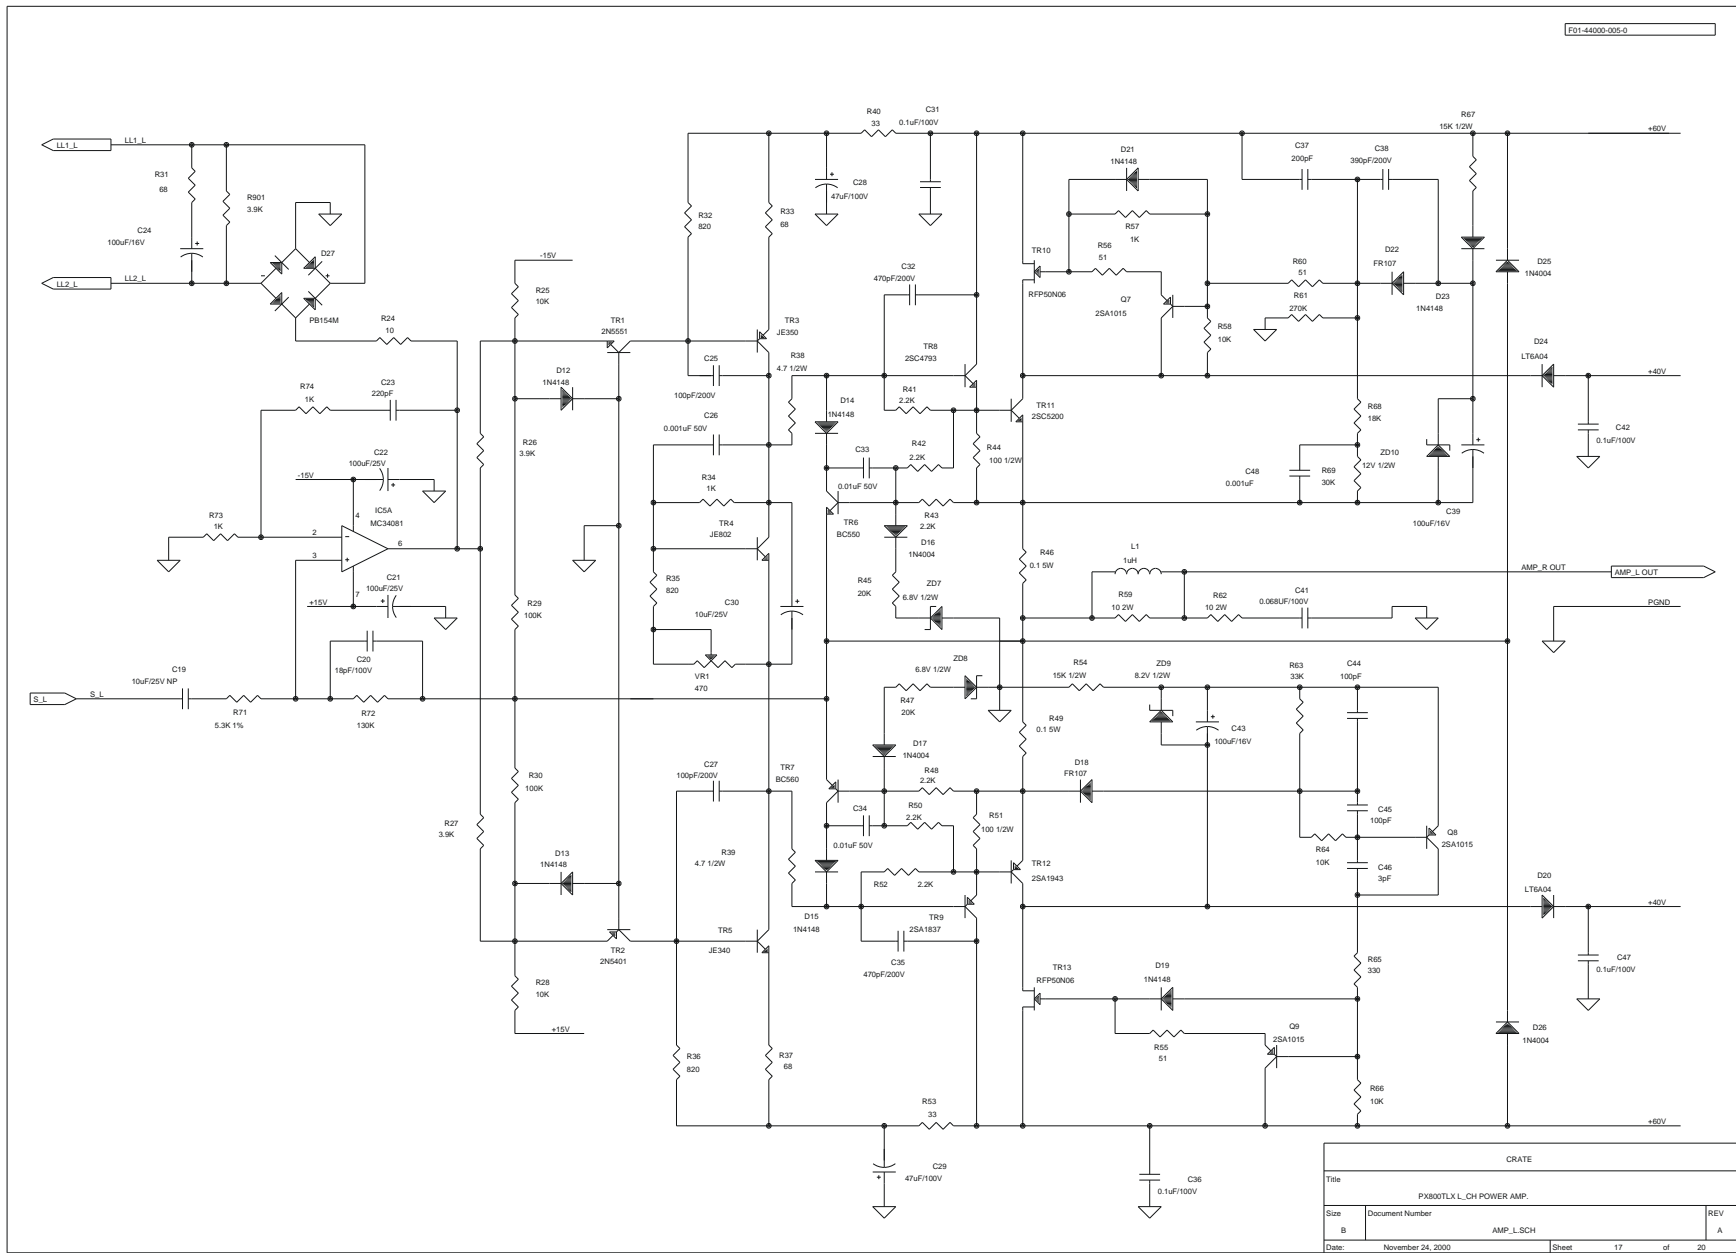 F01-44000-005-0
LL1_L
LL1_L
R31
68
R901
3.9K
C24
100uF/16V
LL2_L
LL2_L
D27
-
+
PB154M
R24
10
R74
1K
C23
220pF
C22
100uF/25V
-15V
+
IC5A
MC34081
R73
1K
2
3
4
6
7
-
+
C21
100uF/25V
+15V
+
C20
18pF/100V
C19
10uF/25V NP
S_L
S_L
R71
5.3K 1%
R72
130K
-15V
R25
10K
TR1
2N5551
D12
1N4148
R26
3.9K
R29
100K
R30
100K
R27
3.9K
D13
1N4148
TR2
2N5401
R28
10K
+15V
R32
820
R33
68
TR3
JE350
C25
100pF/200V
C26
0.001uF 50V
R34
1K
TR4
JE802
R35
820
C30
10uF/25V
+
VR1
470
C27
100pF/200V
TR7
BC560
R39
4.7 1/2W
TR5
JE340
R36
820
R37
68
R40
33
C31
0.1uF/100V
+
C28
47uF/100V
C32
470pF/200V
R38
4.7 1/2W
TR8
2SC4793
D14
1N4148
R41
2.2K
C33
0.01uF 50V
R42
2.2K
R44
100 1/2W
TR6
BC550
R43
2.2K
D16
1N4004
R45
20K
ZD7
6.8V 1/2W
ZD8
6.8V 1/2W
R47
20K
D17
1N4004
R48
2.2K
C34
0.01uF 50V
R50
2.2K
R51
100 1/2W
R52
2.2K
D15
1N4148
TR9
2SA1837
C35
470pF/200V
R53
33
C29
47uF/100V
+
C36
0.1uF/100V
D21
1N4148
R57
1K
TR10
RFP50N06
R56
51
Q7
2SA1015
R58
10K
TR11
2SC5200
R46
0.1 5W
L1
1uH
R59
10 2W
R62
10 2W
C41
0.068UF/100V
R54
15K 1/2W
ZD9
8.2V 1/2W
R49
0.1 5W
+
C43
100uF/16V
D18
FR107
TR12
2SA1943
TR13
RFP50N06
D19
1N4148
R55
51
Q9
2SA1015
R63
33K
C44
100pF
C45
100pF
R64
10K
C46
3pF
Q8
2SA1015
R65
330
R66
10K
R67
15K 1/2W
+60V
C37
200pF
C38
390pF/200V
R60
51
D22
FR107
R61
270K
D23
1N4148
D25
1N4004
D24
LT6A04
+40V
R68
18K
C42
0.1uF/100V
ZD10
12V 1/2W
C48
0.001uF
R69
30K
+
C39
100uF/16V
AMP_R OUT
AMP_L OUT
PGND
D20
LT6A04
+40V
C47
0.1uF/100V
D26
1N4004
+60V
CRATE
Title
PX800TLX L_CH POWER AMP.
Size
Document Number
REV
B
AMP_L.SCH
A
Date:
November 24, 2000
Sheet
17
of
20